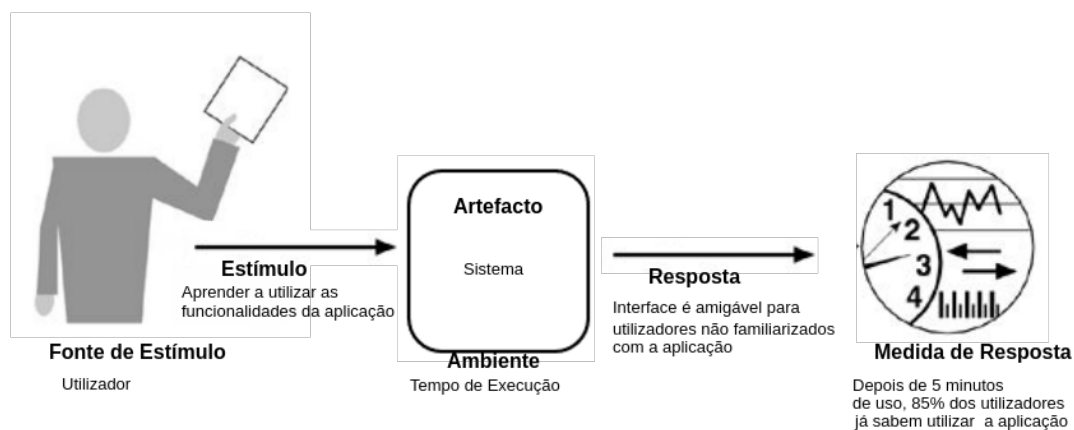 Fonte de Estímulo
Utilizador
Estímulo
Aprender a utilizar as
funcionalidades da aplicação
Artefacto
Sistema
Ambiente
Tempo de Execução
Resposta
Interface é amigável para
utilizadores não familiarizados
com a aplicação
1
2
3
4
Medida de Resposta
Depois de 5 minutos
de uso, 85% dos utilizadores
já sabem utilizar a aplicação